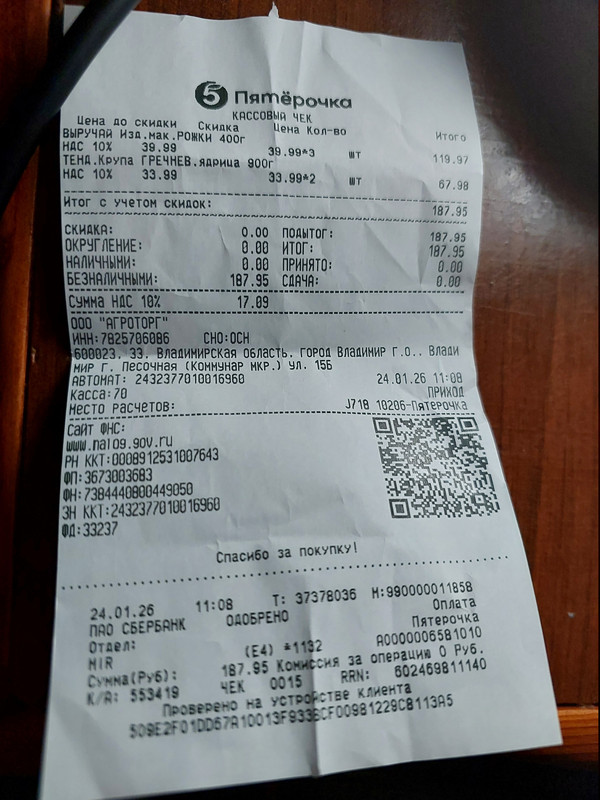 5 Пятёрочка
КАССОВЫЙ ЧЕК
Цена до скидки Скидка Цена Кол-во Итого
ВЫРУЧАЙ Изд.мак.РОЖКИ 400г
НДС 10% 39.99 39.99*3 шт 119.97
ТЕНД.Крупа ГРЕЧНЕВ.ядрица 900г
НДС 10% 33.99 33.99*2 шт 67.98
Итог с учетом скидок: 187.95
СКИДКА: 0.00 ПОДЫТОГ: 187.95
ОКРУГЛЕНИЕ: 0.00 ИТОГ: 187.95
НАЛИЧНЫМИ: 0.00 ПРИНЯТО: 0.00
БЕЗНАЛИЧНЫМИ: 187.95 СДАЧА: 0.00
Сумма НДС 10% 17.09
ООО "АГРОТОРГ"
ИНН:7825706086 СНО:ОСН
600023, 33, Владимирская область, город Владимир Г.О., Влади
мир г. Песочная (Коммунар мкр.) ул. 15Б
АВТОМАТ: 2432377010016960 24.01.26 11:08
Касса:70 ПРИХОД
Место расчетов: J71B 10206-Пятерочка
Сайт ФНС:
www.nalog.gov.ru
РН ККТ:0008912531007643
ФП:3673003683
ФН:7384440800449050
ЗН ККТ:2432377010016960
ФД:33237
Спасибо за покупку!
24.01.26 11:08 Т: 37378036 М:990000011858
ПАО СБЕРБАНК ОДОБРЕНО Оплата
Отдел: Пятерочка
MIR (E4) *1132 A0000006581010
Сумма(Руб): 187.95 Комиссия за операцию 0 Руб.
К/А: 553419 ЧЕК 0015 RRN: 602469811140
Проверено на устройстве клиента
509E2F01DD67A10013F9336CF00981229C8113A5